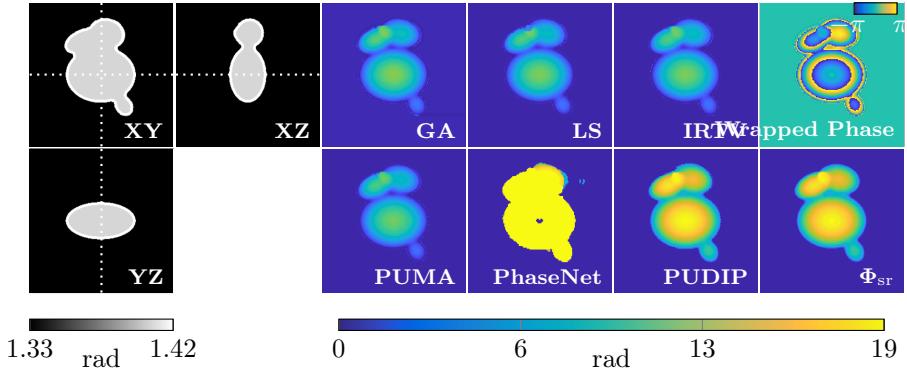 π π
XY XZ GA LS IRTV Wrapped Phase
YZ PUMA PhaseNet PUDIP Φsr
1.33 rad 1.42
0 6 rad 13 19